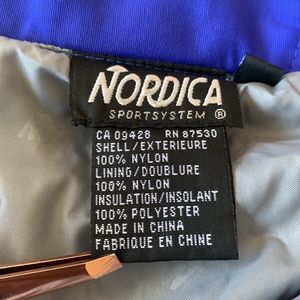 NORDICA
SPORTSYSTEM ®
CA 09428 RN 87530
SHELL/EXTERIEURE
100% NYLON
LINING/DOUBLURE
100% NYLON
INSULATION/INSOLANT
100% POLYESTER
MADE IN CHINA
FABRIQUE EN CHINE